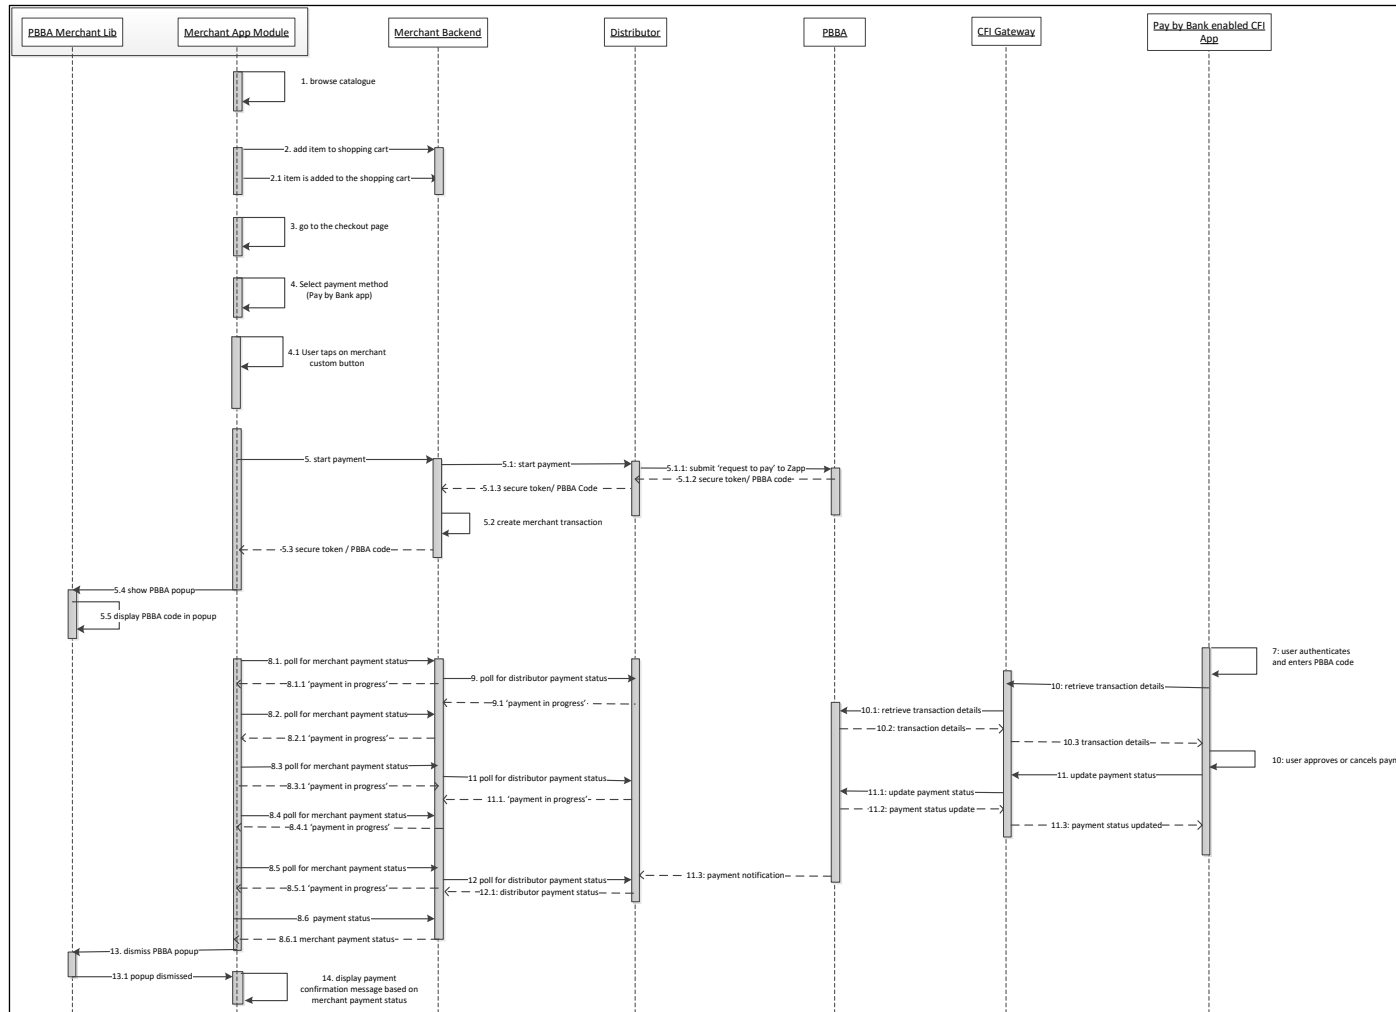 PBBA Merchant Lib
Merchant App Module
Merchant Backend
Distributor
PBBA
CFI Gateway
Pay by Bank enabled CFI
App
1. browse catalogue
2. add item to shopping cart
2.1 item is added to the shopping cart
3. go to the checkout page
4. Select payment method
(Pay by Bank app)
4.1 User taps on merchant
custom button
5. start payment
5.1: start payment
5.1.1: submit ‘request to pay’ to Zapp
5.1.2 secure token/ PBBA code
5.1.3 secure token/ PBBA Code
5.2 create merchant transaction
5.3 secure token / PBBA code
5.4 show PBBA popup
5.5 display PBBA code in popup
7: user authenticates
and enters PBBA code
8.1. poll for merchant payment status
9. poll for distributor payment status
8.1.1 ‘payment in progress’
10: retrieve transaction details
9.1 ‘payment in progress’
10.1: retrieve transaction details
8.2. poll for merchant payment status
10.2: transaction details
8.2.1 ‘payment in progress’
10.3 transaction details
8.3 poll for merchant payment status
10: user approves or cancels paym
11 poll for distributor payment status
11. update payment status
8.3.1 ‘payment in progress’
11.1: update payment status
11.1. ‘payment in progress’
11.2: payment status update
8.4 poll for merchant payment status
8.4.1 ‘payment in progress’
11.3: payment status updated
8.5 poll for merchant payment status
11.3: payment notification
12 poll for distributor payment status
8.5.1 ‘payment in progress’
12.1: distributor payment status
8.6 payment status
8.6.1 merchant payment status
13. dismiss PBBA popup
13.1 popup dismissed
14. display payment
confirmation message based on
merchant payment status